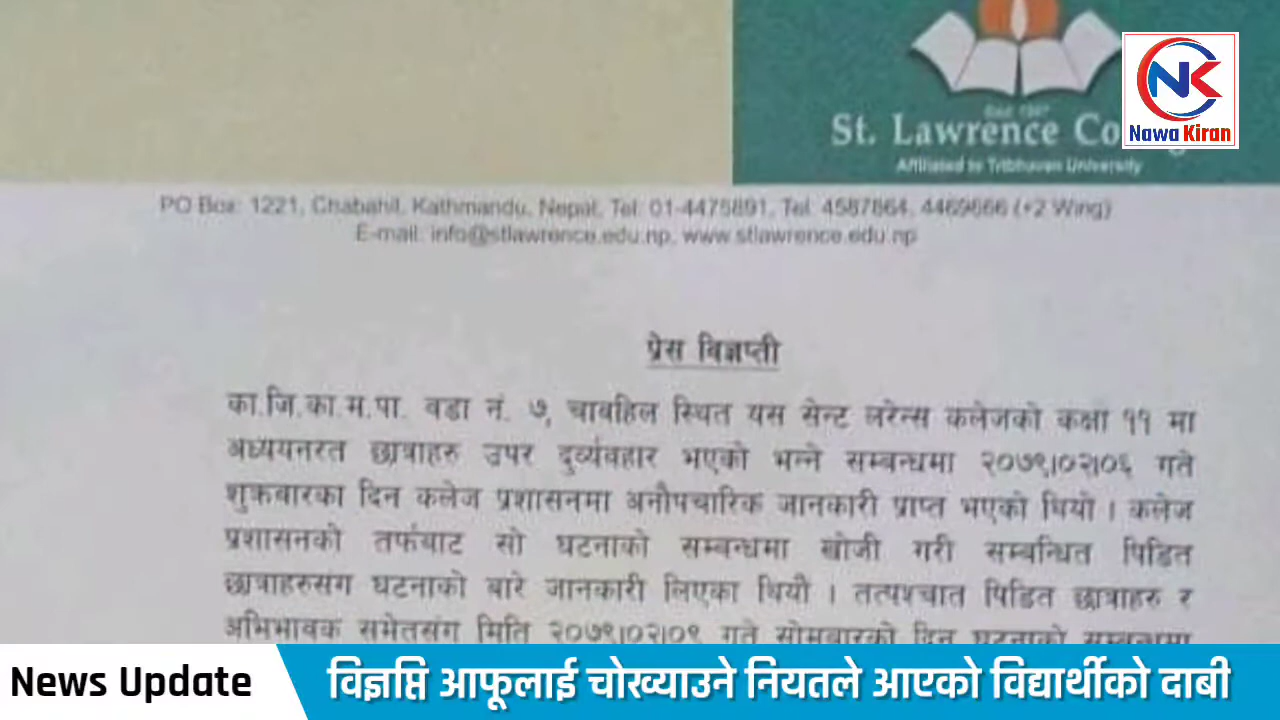 St. Lawrence
Affiliated to Tribhuvan University
NK
Nawa Kiran
PO Box: 1221, Chabahil, Kathmandu, Nepal, Tel: 01-4475891, Tel: 4587864, 4469666 (+2 Wing)
E-mail: info@stlawrence.edu.np, www.stlawrence.edu.np
प्रेस विज्ञप्ती
का.जि.का.म.पा. वडा नं. ७, चावहिल स्थित यस सेन्ट लरेन्स कलेजको कक्षा ११ मा
अध्ययनरत छात्राहरु उपर दुर्व्यवहार भएको भन्ने सम्बन्धमा २०७९।०२।०६ गते
शुक्रबारका दिन कलेज प्रशासनमा अनौपचारिक जानकारी प्राप्त भएको थियो । कलेज
प्रशासनको तर्फबाट सो घटनाको सम्बन्धमा खोजी गरी सम्बन्धित पिडित
छात्राहरुसंग घटनाको बारे जानकारी लिएका थियौ । तत्पश्चात पिडित छात्राहरु र
अभिभावक समेतसंग मिति २०७९।०२।०९ गते सोमबारको दिन घटनाको सम्बन्धमा
News Update
विज्ञप्ति आफूलाई चोख्याउने नियतले आएको विद्यार्थीको दाबी